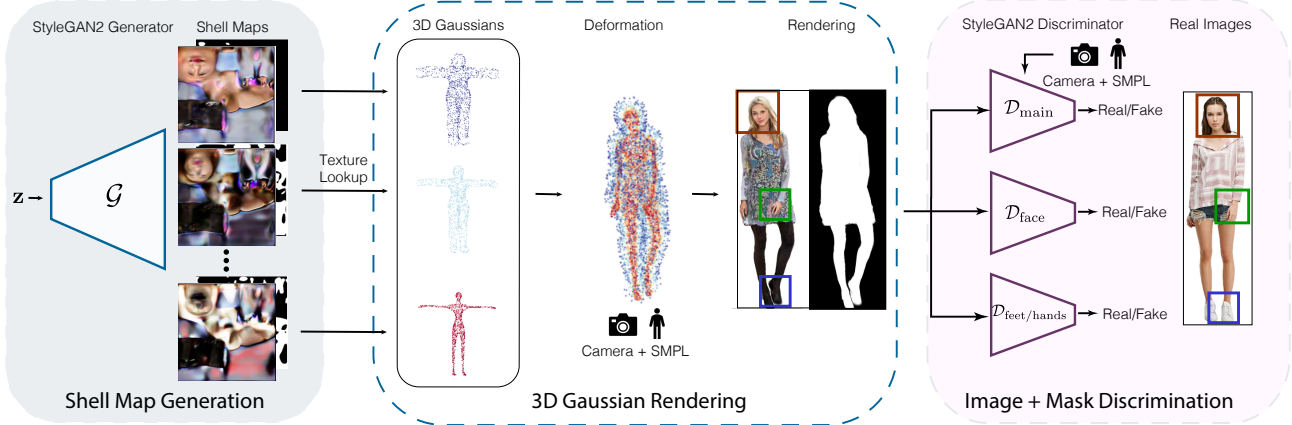 StyleGAN2 Generator
Shell Maps
z
𝒢
Texture
Lookup
Shell Map Generation
3D Gaussians
Deformation
Rendering
Camera + SMPL
3D Gaussian Rendering
StyleGAN2 Discriminator
Real Images
Camera + SMPL
𝒟main
Real/Fake
𝒟face
Real/Fake
𝒟feet/hands
Real/Fake
Image + Mask Discrimination